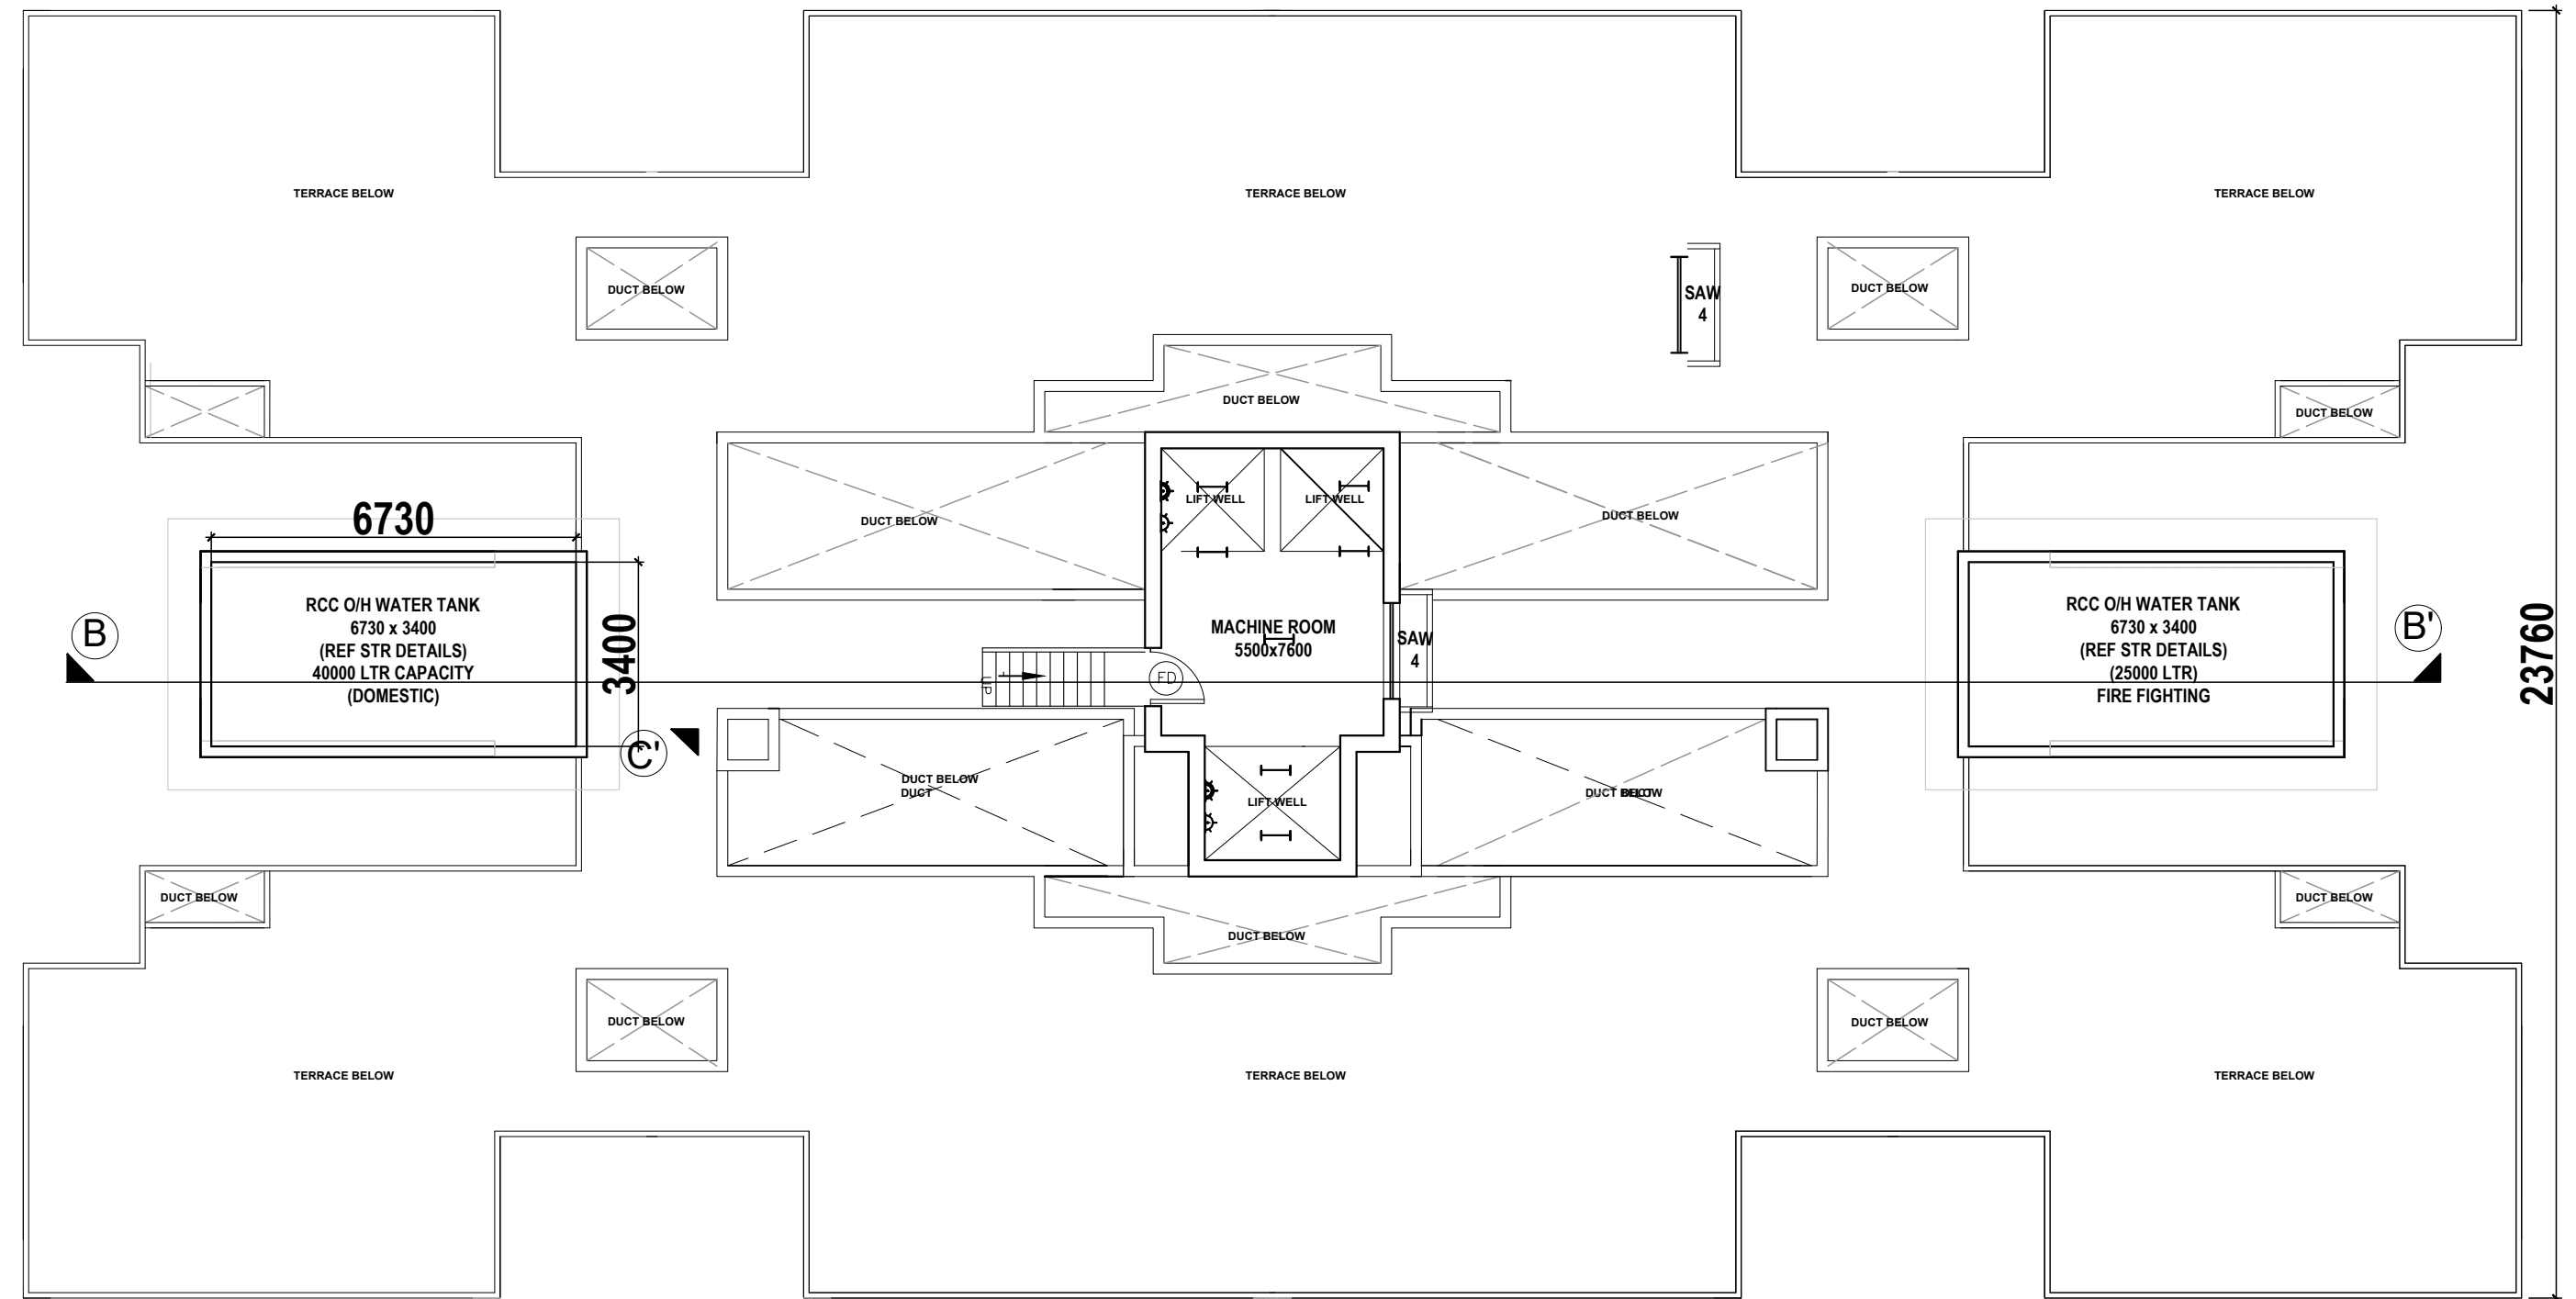 TERRACE BELOW
TERRACE BELOW
TERRACE BELOW
DUCT BELOW
DUCT BELOW
SAW
4
DUCT BELOW
DUCT BELOW
LIFT WELL
LIFT WELL
DUCT BELOW
DUCT BELOW
6730
RCC O/H WATER TANK
6730 x 3400
(REF STR DETAILS)
40000 LTR CAPACITY
(DOMESTIC)
3400
B
C'
MACHINE ROOM
5500x7600
SAW
4
UP
FD
RCC O/H WATER TANK
6730 x 3400
(REF STR DETAILS)
(25000 LTR)
FIRE FIGHTING
B'
23760
DUCT BELOW
DUCT
LIFT WELL
DUCT BELOW
DUCT BELOW
DUCT BELOW
DUCT BELOW
DUCT BELOW
DUCT BELOW
TERRACE BELOW
TERRACE BELOW
TERRACE BELOW